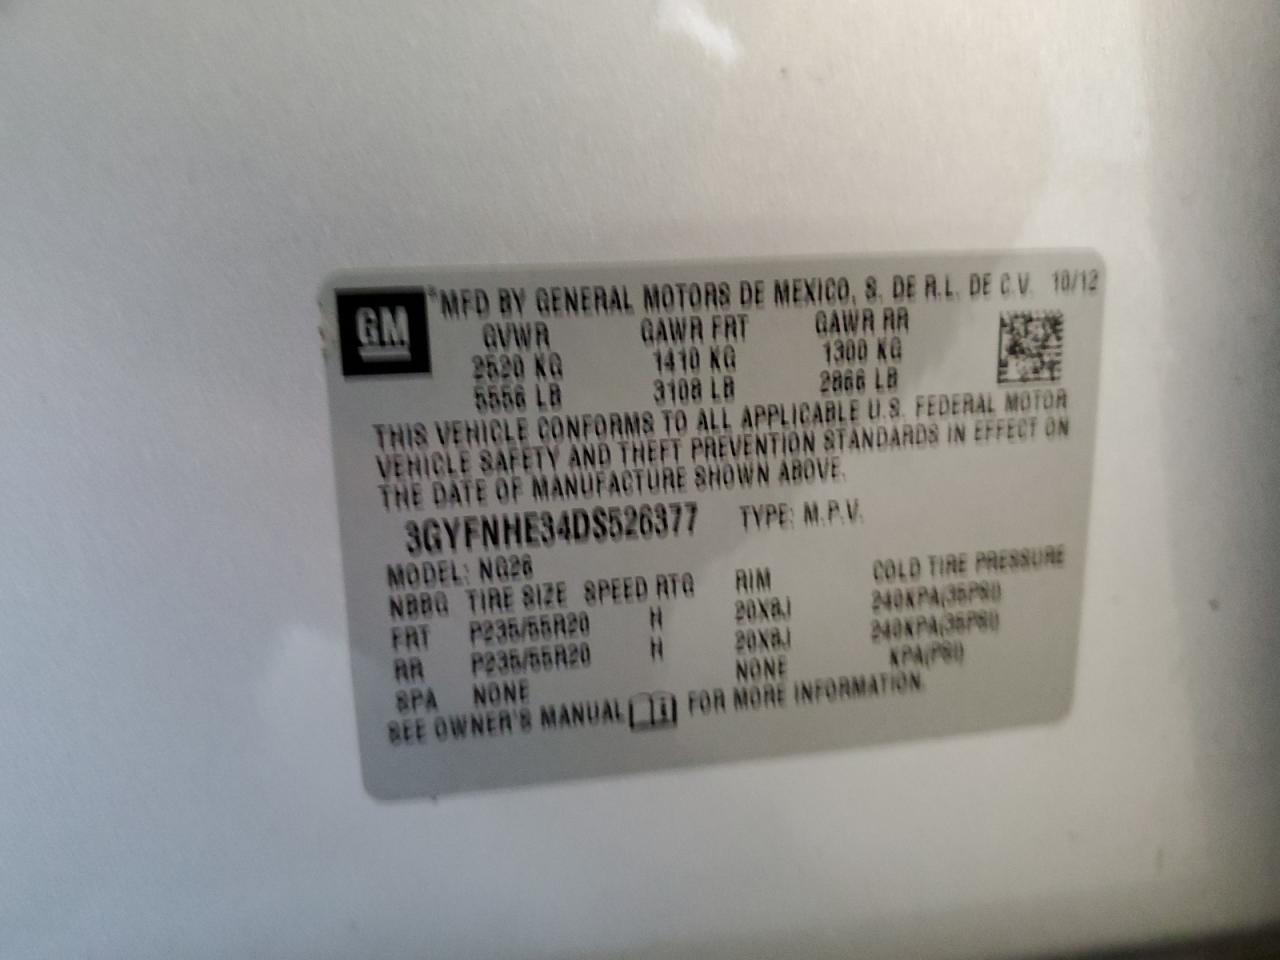 GM ® MFD BY GENERAL MOTORS DE MEXICO, S. DE R.L. DE C.V. 10/12
GVWR GAWR FRT GAWR RR
2520 KG 1410 KG 1300 KG
5556 LB 3108 LB 2866 LB
THIS VEHICLE CONFORMS TO ALL APPLICABLE U.S. FEDERAL MOTOR
VEHICLE SAFETY AND THEFT PREVENTION STANDARDS IN EFFECT ON
THE DATE OF MANUFACTURE SHOWN ABOVE.
3GYFNHE34DS526377 TYPE: M.P.V.
MODEL: NG26
TIRE SIZE SPEED RTG RIM COLD TIRE PRESSURE
FRT P235/55R20 H 20X8J 240KPA(35PSI)
RR P235/55R20 H 20X8J 240KPA(35PSI)
SPA NONE NONE KPA(PSI)
SEE OWNER'S MANUAL FOR MORE INFORMATION.